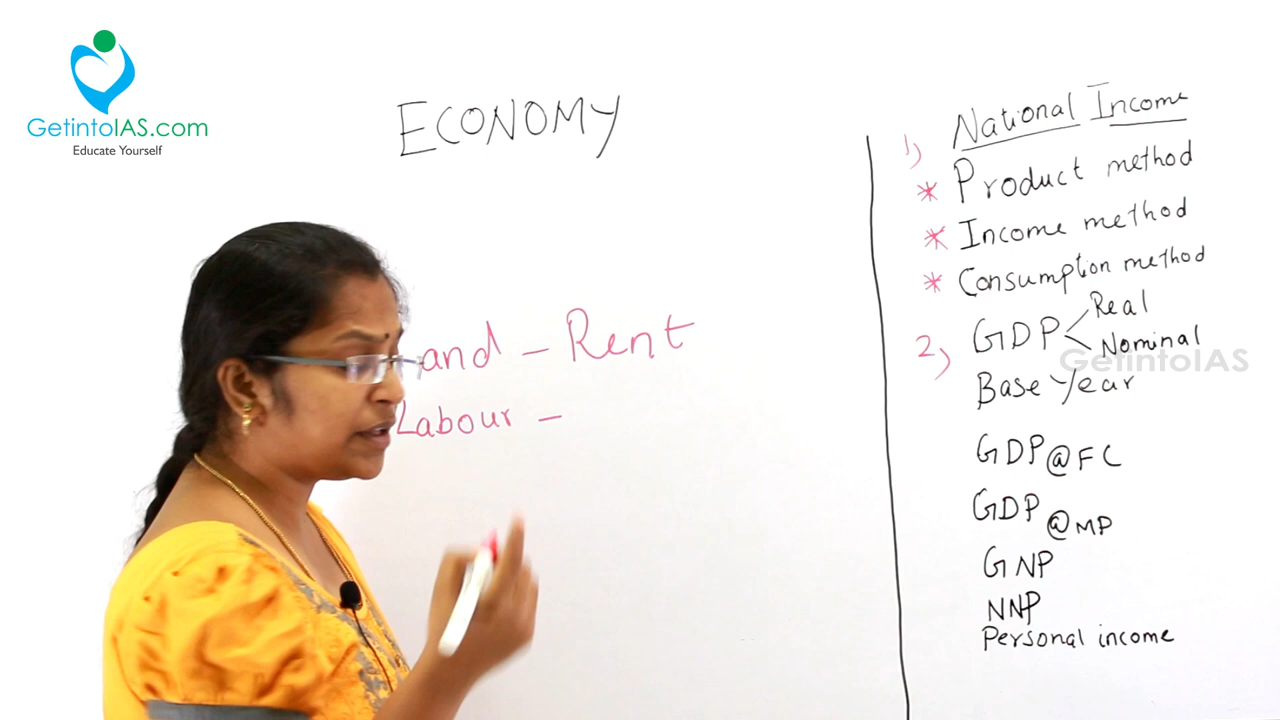 GetintoIAS.com
Educate Yourself
ECONOMY
and - Rent
Labour -
National Income
1)
* Product method
* Income method
* Consumption method
2) GDP < Real
Nominal
GetintoIAS
Base Year
GDP @ FC
GDP @ MP
GNP
NNP
Personal income